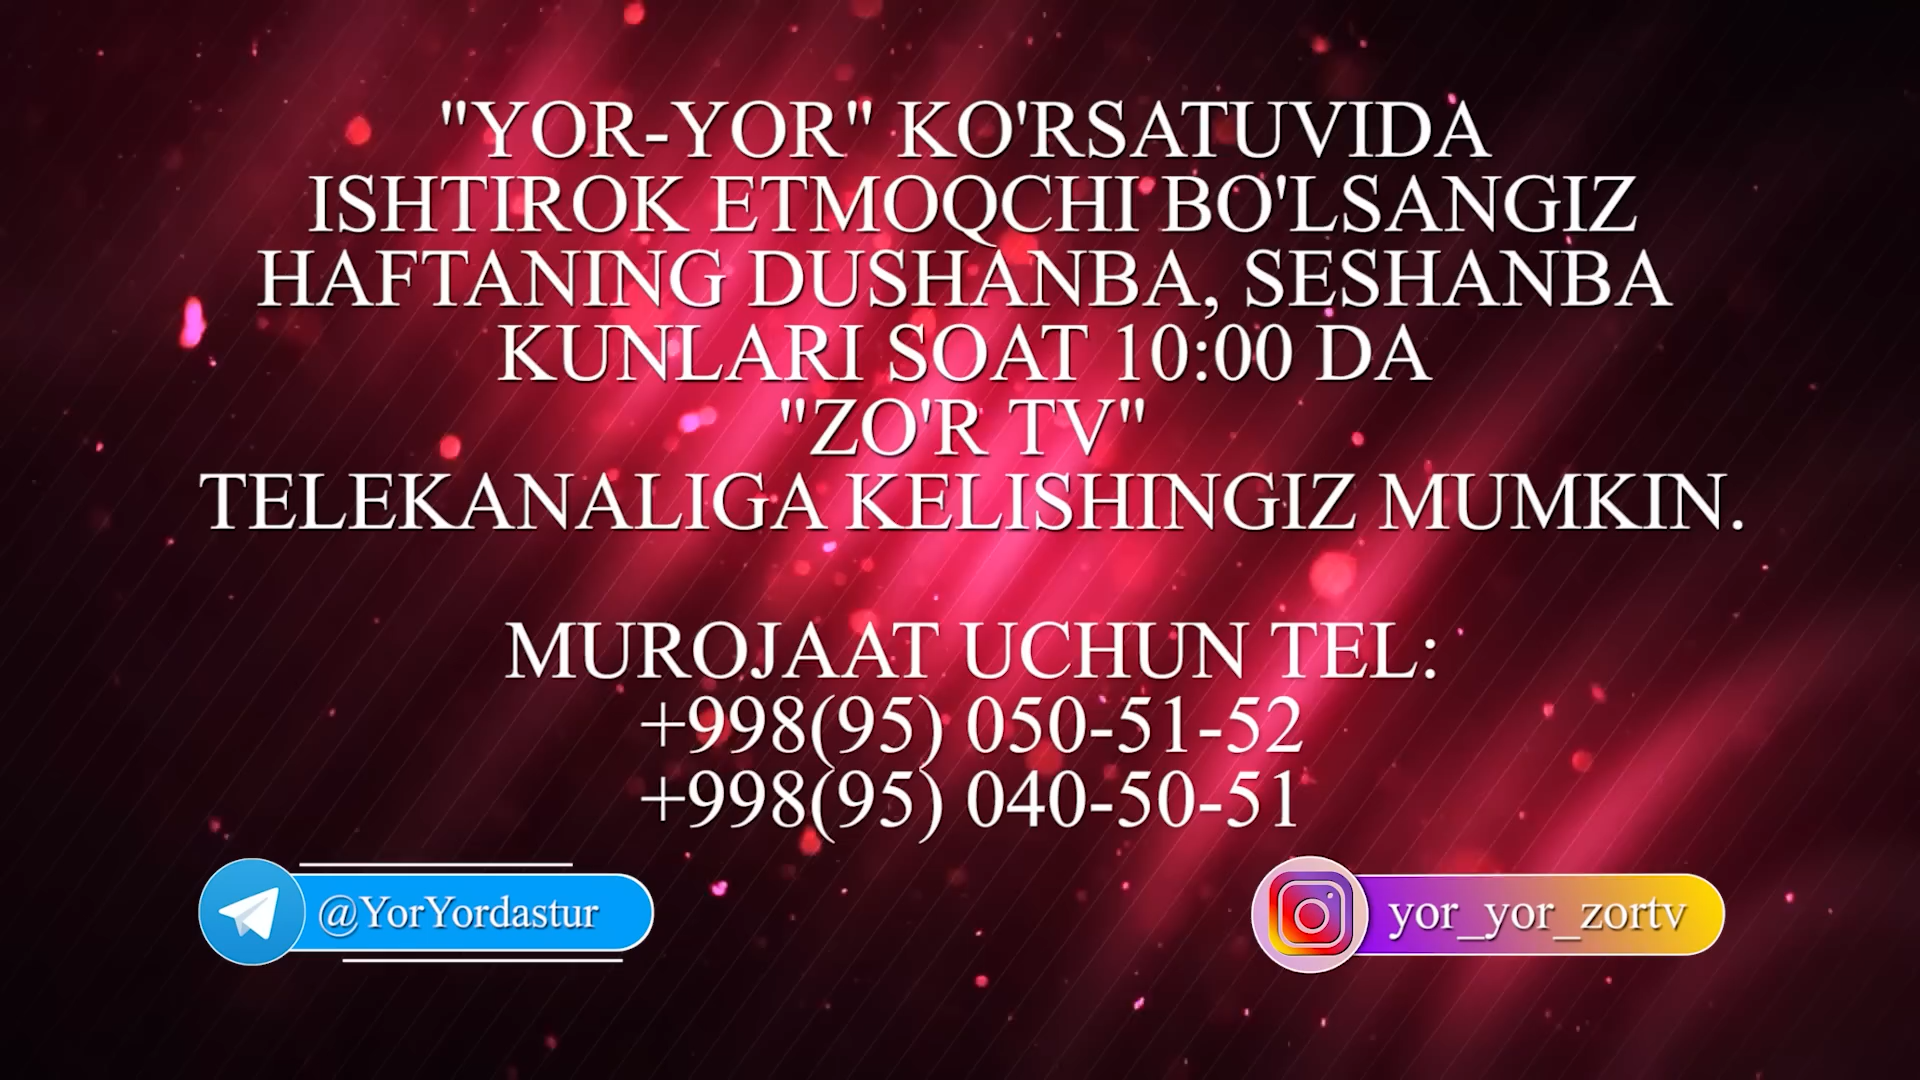 "YOR-YOR" KO'RSATUVIDA
ISHTIROK ETMOQCHI BO'LSANGIZ
HAFTANING DUSHANBA, SESHANBA
KUNLARI SOAT 10:00 DA
"ZO'R TV"
TELEKANALIGA KELISHINGIZ MUMKIN.
MUROJAAT UCHUN TEL:
+998(95) 050-51-52
+998(95) 040-50-51
@YorYordastur
yor_yor_zortv